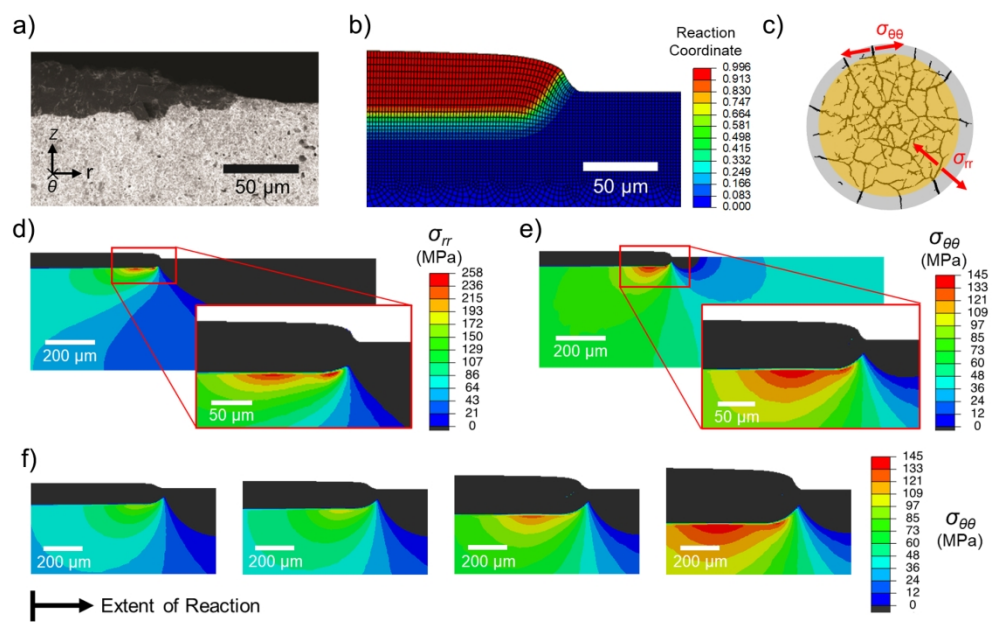 a)
Z
r
θ
50 μm
b)
Reaction
Coordinate
0.996
0.913
0.830
0.747
0.664
0.581
0.498
0.415
0.332
0.249
0.166
0.083
0.000
50 μm
c)
σθθ
σrr
d)
σrr
(MPa)
258
236
215
193
172
150
129
107
86
64
43
21
0
200 μm
50 μm
e)
σθθ
(MPa)
145
133
121
109
97
85
73
60
48
36
24
12
0
200 μm
50 μm
f)
200 μm
200 μm
200 μm
200 μm
145
133
121
109
97
85
73
60
48
36
24
12
0
σθθ
(MPa)
Extent of Reaction